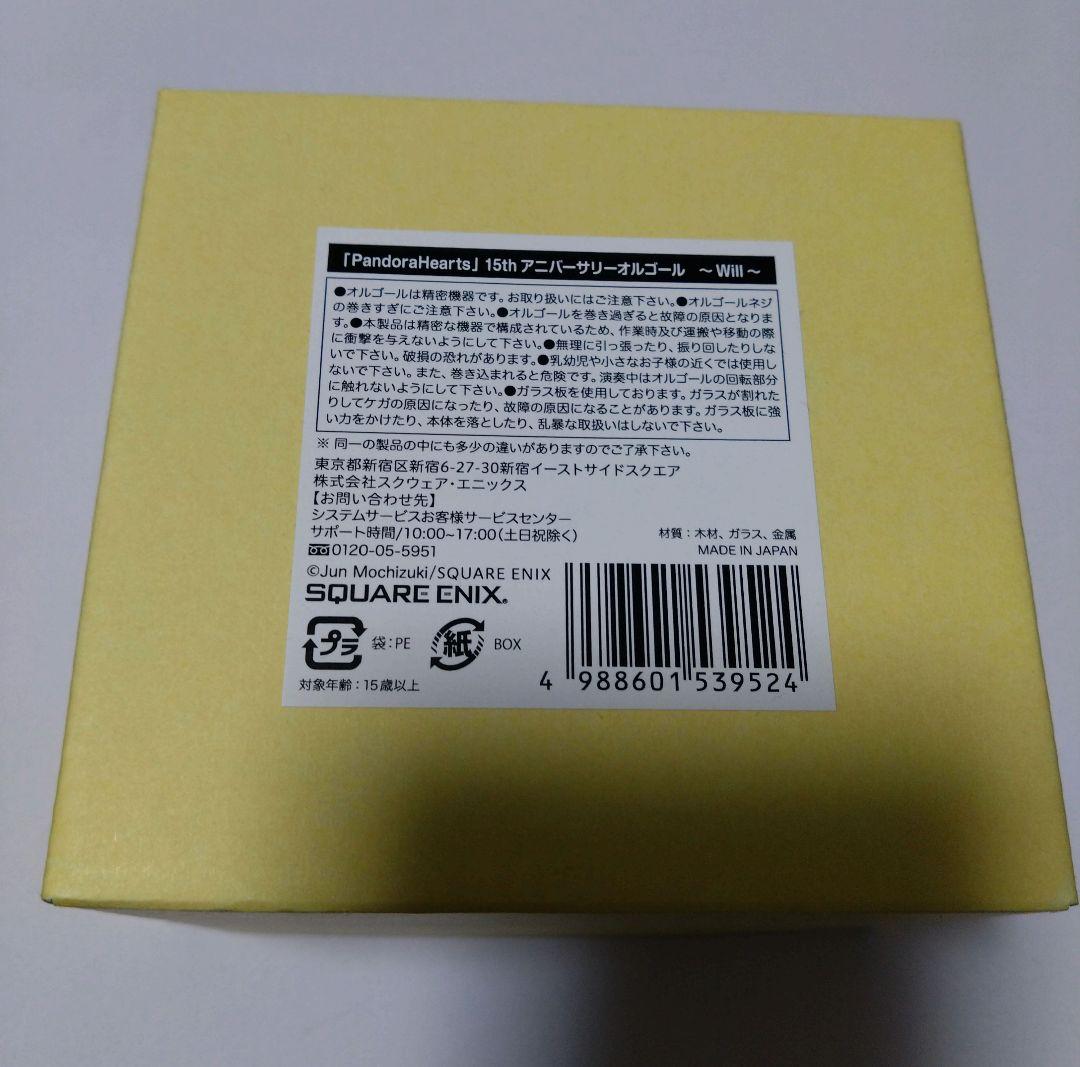 「PandoraHearts」15thアニバーサリーオルゴール ～Will～
●オルゴールは精密機器です。お取り扱いにはご注意下さい。●オルゴールネジ
の巻きすぎにご注意下さい。●オルゴールを巻き過ぎると故障の原因となりま
す。●本製品は精密な機器で構成されているため、作業時及び運搬や移動の際
に衝撃を与えないようにして下さい。●無理に引っ張ったり、振り回したりしな
いで下さい。破損の恐れがあります。●乳幼児や小さなお子様の近くでは使用し
ないで下さい。また、巻き込まれると危険です。演奏中はオルゴールの回転部分
に触れないようにして下さい。●ガラス板を使用しております。ガラスが割れた
りしてケガの原因になったり、故障の原因になることがあります。ガラス板に強
い力をかけたり、本体を落としたり、乱暴な取扱いはしないで下さい。
※同一の製品の中にも多少の違いがありますのでご了承下さい。
東京都新宿区新宿6-27-30新宿イーストサイドスクエア
株式会社スクウェア・エニックス
【お問い合わせ先】
システムサービスお客様サービスセンター
サポート時間/10:00~17:00(土日祝除く)
0120-05-5951
材質：木材、ガラス、金属
MADE IN JAPAN
©Jun Mochizuki/SQUARE ENIX
SQUARE ENIX®
プラ 袋：PE 紙 BOX
対象年齢：15歳以上
4 988601 539524